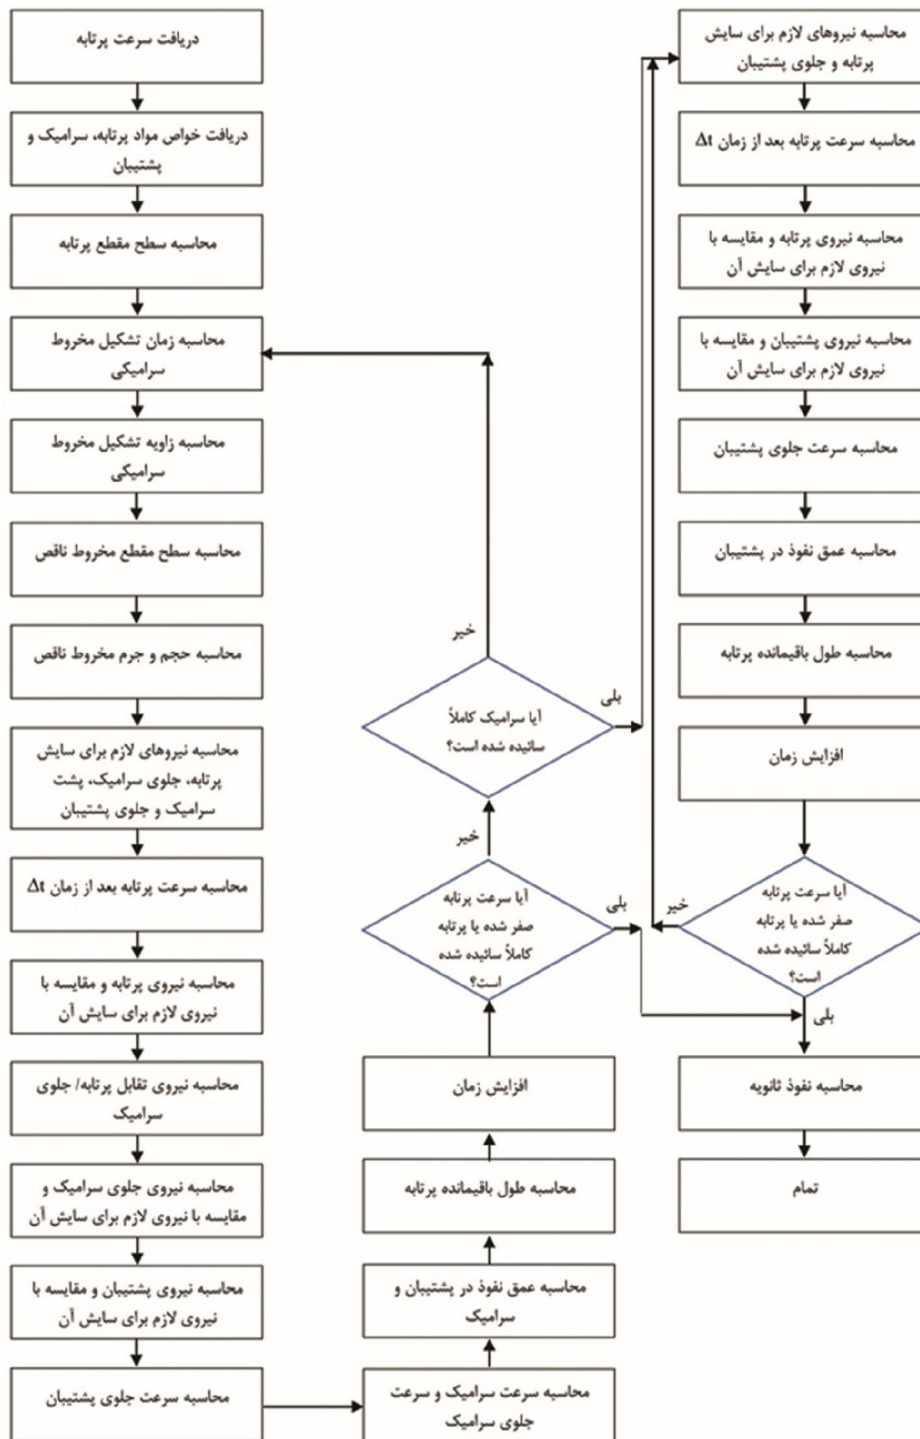 دریافت سرعت پرتابه
دریافت خواص مواد پرتابه، سرامیک و
پشتیبان
محاسبه سطح مقطع پرتابه
محاسبه زمان تشکیل مخروط
سرامیکی
محاسبه زاویه تشکیل مخروط
سرامیکی
محاسبه سطح مقطع مخروط ناقص
محاسبه حجم و جرم مخروط ناقص
محاسبه نیروهای لازم برای سایش
پرتابه، جلوی سرامیک، پشت
سرامیک و جلوی پشتیبان
محاسبه سرعت پرتابه بعد از زمان Δt
محاسبه نیروی پرتابه و مقایسه با
نیروی لازم برای سایش آن
محاسبه نیروی تقابل پرتابه/ جلوی
سرامیک
محاسبه نیروی جلوی سرامیک و
مقایسه با نیروی لازم برای سایش آن
محاسبه نیروی پشتیبان و مقایسه با
نیروی لازم برای سایش آن
محاسبه سرعت جلوی پشتیبان
محاسبه سرعت سرامیک و سرعت
جلوی سرامیک
محاسبه عمق نفوذ در پشتیبان و
سرامیک
محاسبه طول باقیمانده پرتابه
افزایش زمان
آیا سرعت پرتابه
صفر شده یا پرتابه
کاملاً سائیده شده
است؟
بلی
خیر
آیا سرامیک کاملاً
سائیده شده است؟
بلی
خیر
محاسبه نیروهای لازم برای سایش
پرتابه و جلوی پشتیبان
محاسبه سرعت پرتابه بعد از زمان Δt
محاسبه نیروی پرتابه و مقایسه با
نیروی لازم برای سایش آن
محاسبه نیروی پشتیبان و مقایسه با
نیروی لازم برای سایش آن
محاسبه سرعت جلوی پشتیبان
محاسبه عمق نفوذ در پشتیبان
محاسبه طول باقیمانده پرتابه
افزایش زمان
آیا سرعت پرتابه
صفر شده یا پرتابه
کاملاً سائیده شده
است؟
خیر
بلی
محاسبه نفوذ ثانویه
تمام